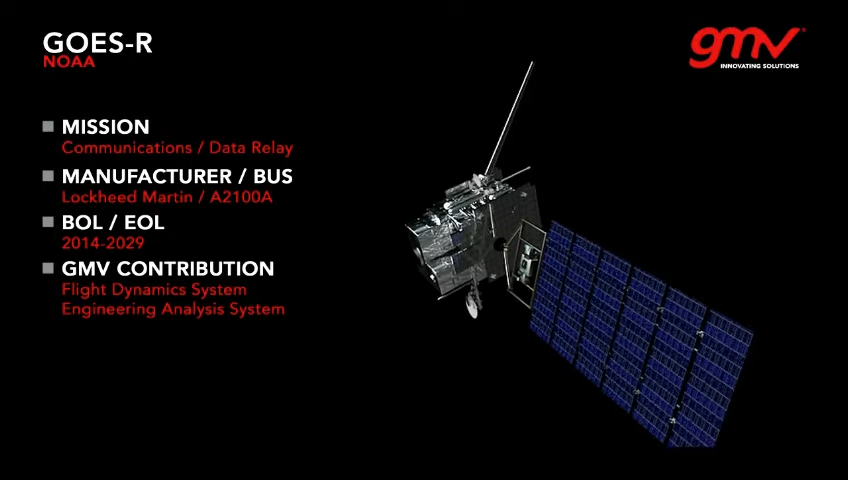 GOES-R
NOAA
gmv
INNOVATING SOLUTIONS
MISSION
Communications / Data Relay
MANUFACTURER / BUS
Lockheed Martin / A2100A
BOL / EOL
2014-2029
GMV CONTRIBUTION
Flight Dynamics System
Engineering Analysis System